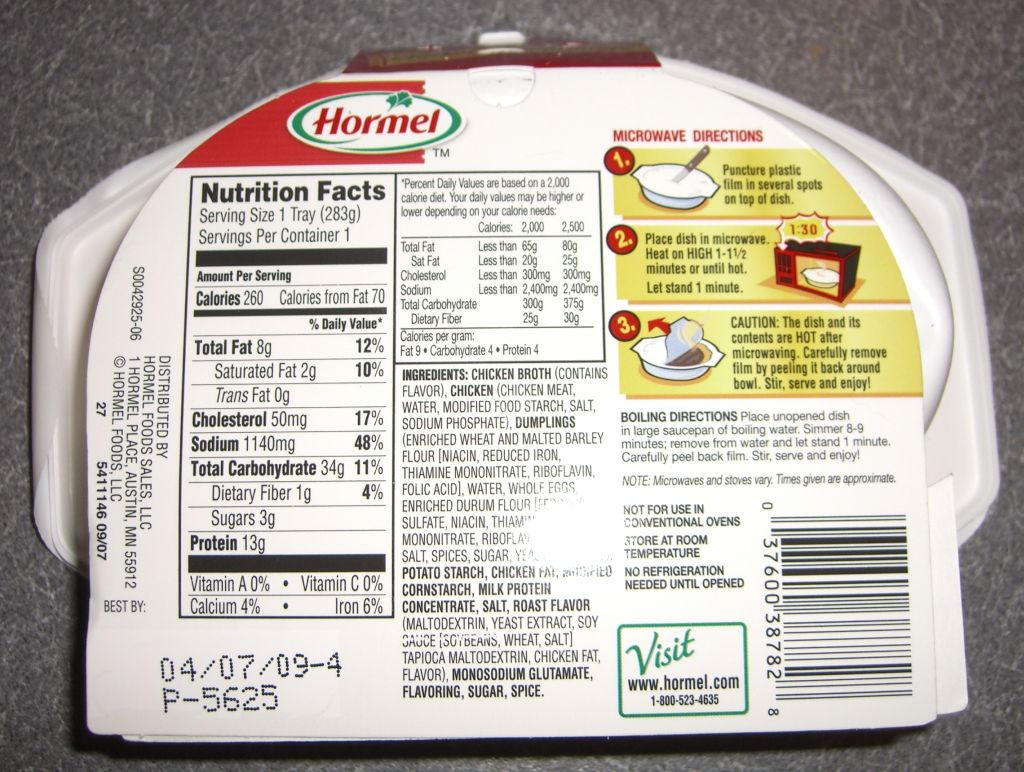 Hormel
TM
Nutrition Facts
Serving Size 1 Tray (283g)
Servings Per Container 1
Amount Per Serving
Calories 260 Calories from Fat 70
% Daily Value*
Total Fat 8g 12%
Saturated Fat 2g 10%
Trans Fat 0g
Cholesterol 50mg 17%
Sodium 1140mg 48%
Total Carbohydrate 34g 11%
Dietary Fiber 1g 4%
Sugars 3g
Protein 13g
Vitamin A 0% • Vitamin C 0%
Calcium 4% • Iron 6%
*Percent Daily Values are based on a 2,000
calorie diet. Your daily values may be higher or
lower depending on your calorie needs:
Calories: 2,000 2,500
Total Fat Less than 65g 80g
Sat Fat Less than 20g 25g
Cholesterol Less than 300mg 300mg
Sodium Less than 2,400mg 2,400mg
Total Carbohydrate 300g 375g
Dietary Fiber 25g 30g
Calories per gram:
Fat 9 • Carbohydrate 4 • Protein 4
INGREDIENTS: CHICKEN BROTH (CONTAINS
FLAVOR), CHICKEN (CHICKEN MEAT,
WATER, MODIFIED FOOD STARCH, SALT,
SODIUM PHOSPHATE), DUMPLINGS
(ENRICHED WHEAT AND MALTED BARLEY
FLOUR [NIACIN, REDUCED IRON,
THIAMINE MONONITRATE, RIBOFLAVIN,
FOLIC ACID], WATER, WHOLE EGGS,
ENRICHED DURUM FLOUR
SULFATE, NIACIN,
MONONITRATE,
SALT, SPICES, SUGAR,
POTATO STARCH, CHICKEN FAT, MODIFIED
CORNSTARCH, MILK PROTEIN
CONCENTRATE, SALT, ROAST FLAVOR
(MALTODEXTRIN, YEAST EXTRACT, SOY
SAUCE [SOYBEANS, WHEAT, SALT]
TAPIOCA MALTODEXTRIN, CHICKEN FAT,
FLAVOR), MONOSODIUM GLUTAMATE,
FLAVORING, SUGAR, SPICE.
MICROWAVE DIRECTIONS
1.
Puncture plastic
film in several spots
on top of dish.
2.
Place dish in microwave.
Heat on HIGH 1-1½
minutes or until hot.
Let stand 1 minute.
1:30
3.
CAUTION: The dish and its
contents are HOT after
microwaving. Carefully remove
film by peeling it back around
bowl. Stir, serve and enjoy!
BOILING DIRECTIONS Place unopened dish
in large saucepan of boiling water. Simmer 8-9
minutes; remove from water and let stand 1 minute.
Carefully peel back film. Stir, serve and enjoy!
NOTE: Microwaves and stoves vary. Times given are approximate.
NOT FOR USE IN
CONVENTIONAL OVENS
STORE AT ROOM
TEMPERATURE
NO REFRIGERATION
NEEDED UNTIL OPENED
Visit
www.hormel.com
1-800-523-4635
0 37600 38782 8
S0042925-06
DISTRIBUTED BY
HORMEL FOODS SALES, LLC
1 HORMEL PLACE, AUSTIN, MN 55912
© HORMEL FOODS, LLC
27 5411146 09/07
BEST BY:
04/07/09-4
P-5625